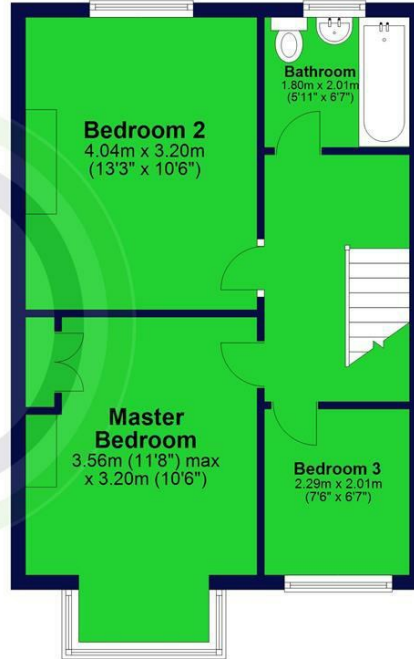 Bedroom 2
4.04m x 3.20m
(13'3" x 10'6")
Bathroom
1.80m x 2.01m
(5'11" x 6'7")
Master
Bedroom
3.56m (11'8") max
x 3.20m (10'6")
Bedroom 3
2.29m x 2.01m
(7'6" x 6'7")